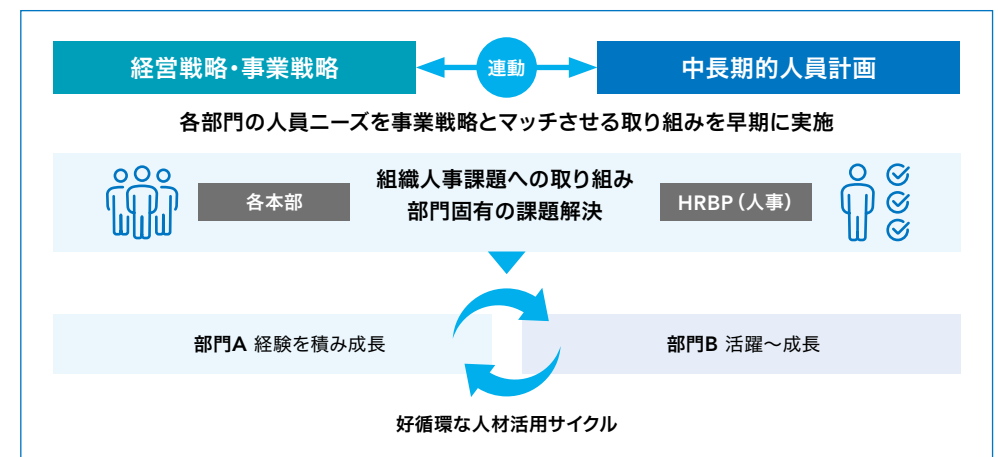 経営戦略・事業戦略
連動
中長期的人員計画
各部門の人員ニーズを事業戦略とマッチさせる取り組みを早期に実施
各本部
組織人事課題への取り組み
部門固有の課題解決
HRBP（人事）
部門A 経験を積み成長
部門B 活躍～成長
好循環な人材活用サイクル